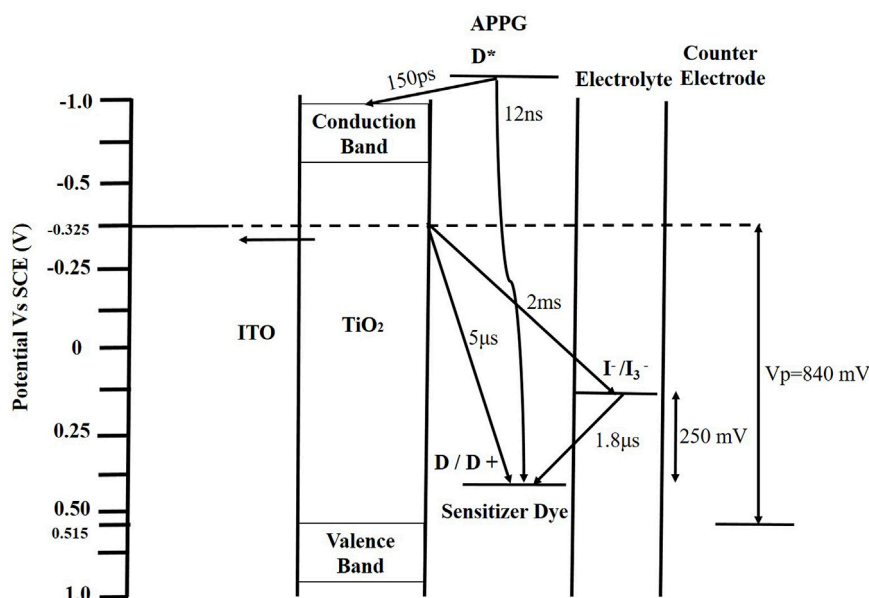 APPG
D*
Counter
Electrode
Electrolyte
150ps
12ns
-1.0
Conduction
Band
-0.5
-0.325
-0.25
Potential Vs SCE (V)
ITO
TiO₂
2ms
5μs
0
I⁻/I₃⁻
Vp=840 mV
0.25
1.8μs
250 mV
D / D +
0.50
Sensitizer Dye
0.515
Valence
Band
1.0